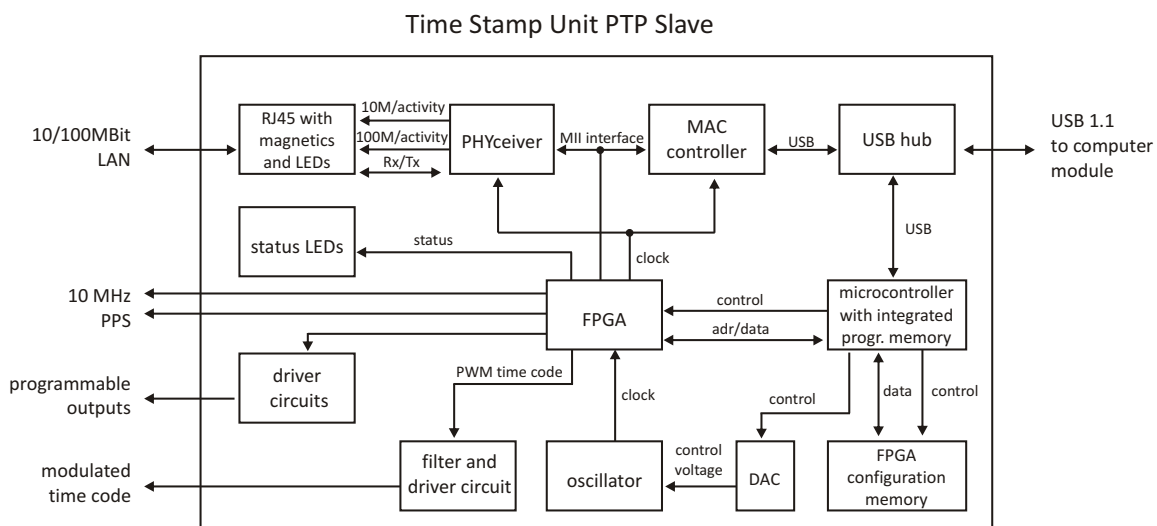 Time Stamp Unit PTP Slave
10/100MBit
LAN
RJ45 with
magnetics
and LEDs
10M/activity
100M/activity
Rx/Tx
PHYceiver
MII interface
MAC
controller
USB
USB hub
USB 1.1
to computer
module
status LEDs
status
clock
USB
10 MHz
PPS
FPGA
control
adr/data
microcontroller
with integrated
progr. memory
programmable
outputs
driver
circuits
PWM time code
clock
control
data
control
modulated
time code
filter and
driver circuit
oscillator
control
voltage
DAC
FPGA
configuration
memory